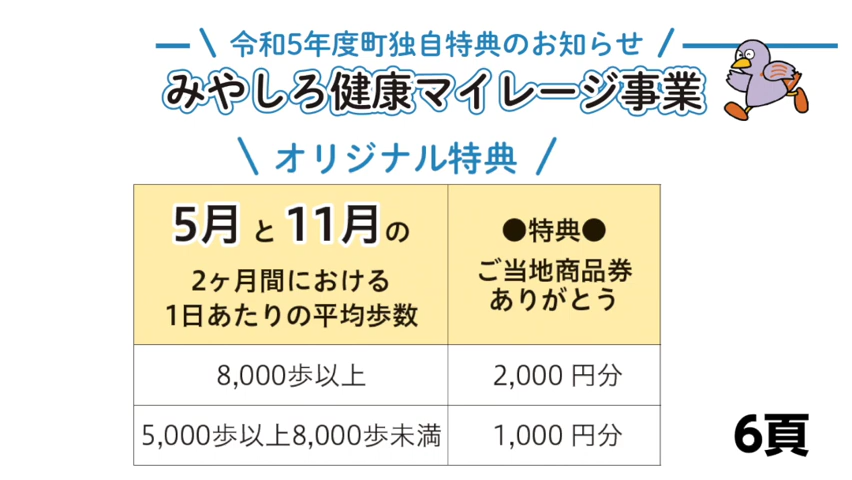 令和5年度町独自特典のお知らせ
みやしろ健康マイレージ事業
オリジナル特典
5月と11月の
2ヶ月間における
1日あたりの平均歩数
●特典●
ご当地商品券
ありがとう
8,000歩以上
2,000 円分
5,000歩以上8,000歩未満
1,000 円分
6頁